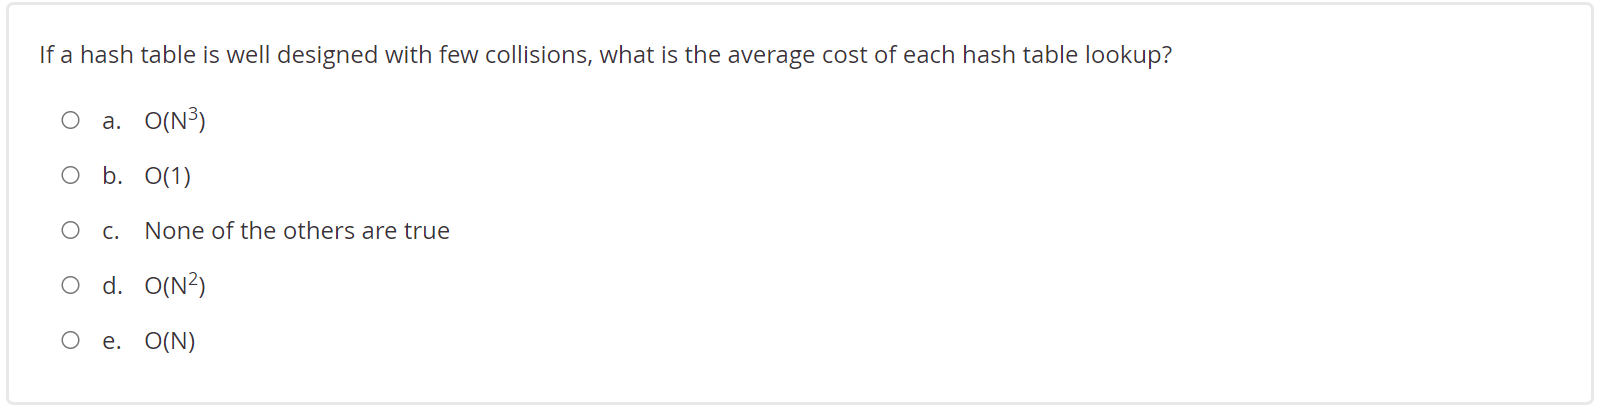 If a hash table is well designed with few collisions, what is the average cost of each hash table lookup?
a. O(N³)
b. O(1)
c. None of the others are true
d. O(N²)
e. O(N)